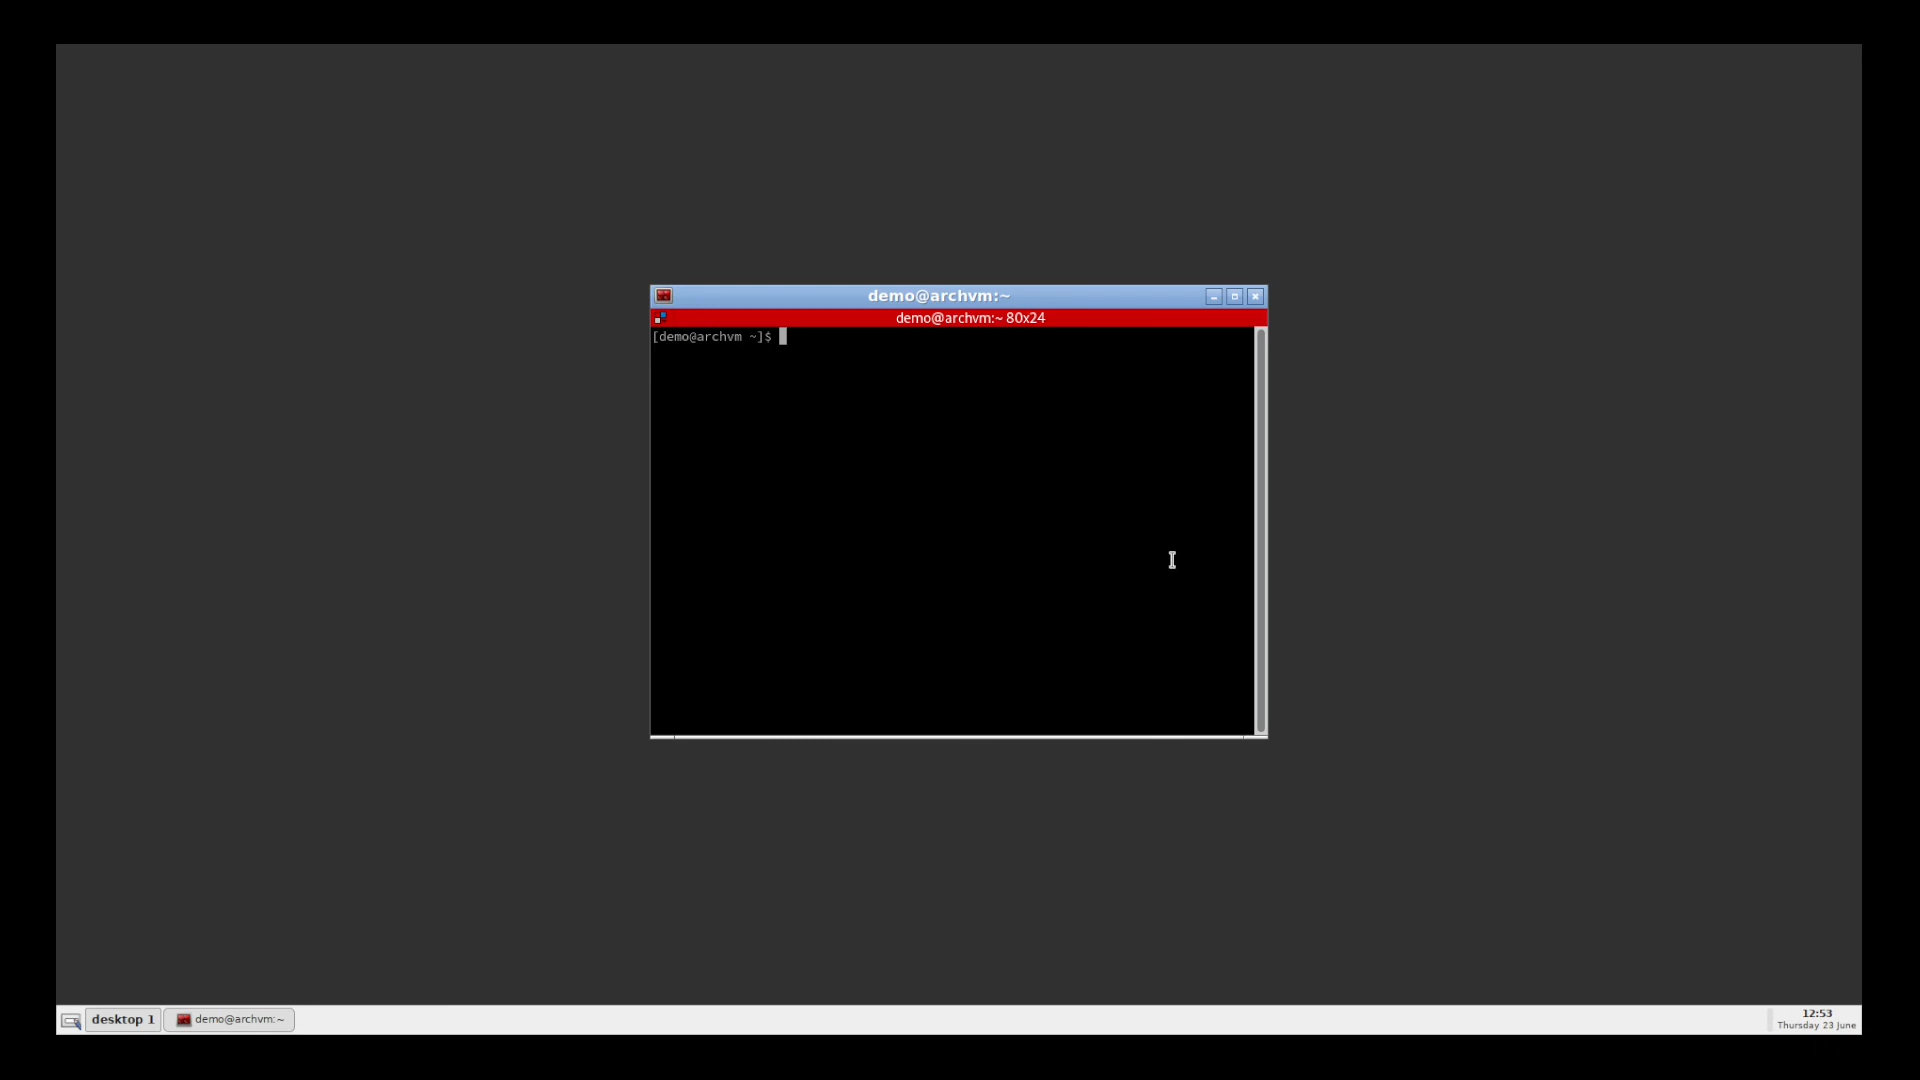 demo@archvm:~
demo@archvm:~ 80x24
[demo@archvm ~]$
desktop 1
demo@archvm:~
12:53
Thursday 23 June